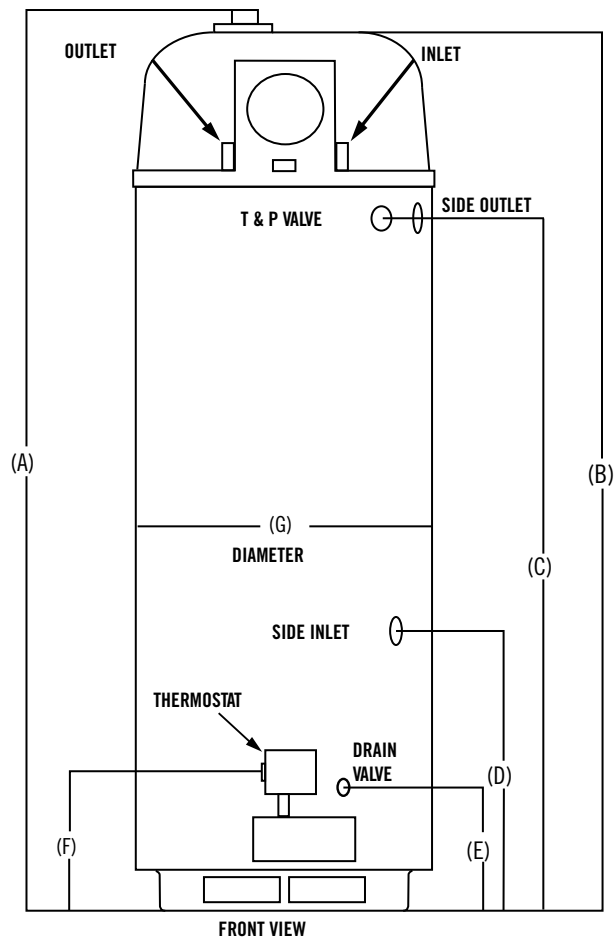 OUTLET
INLET
T & P VALVE
SIDE OUTLET
(A)
(B)
(G)
DIAMETER
(C)
SIDE INLET
THERMOSTAT
DRAIN
VALVE
(D)
(F)
(E)
FRONT VIEW